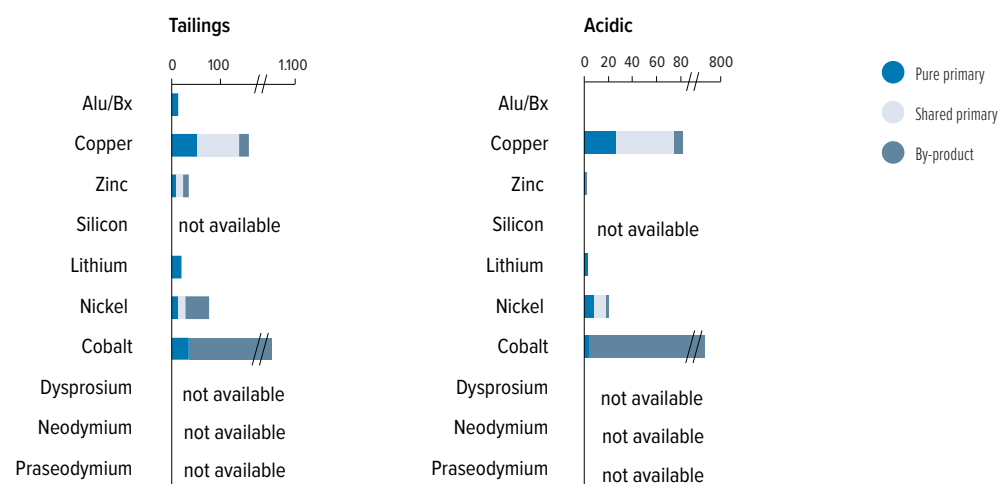 Tailings
0 100 1.100
Alu/Bx
Copper
Zinc
Silicon not available
Lithium
Nickel
Cobalt
Dysprosium not available
Neodymium not available
Praseodymium not available
Acidic
0 20 40 60 80 800
Alu/Bx
Copper
Zinc
Silicon not available
Lithium
Nickel
Cobalt
Dysprosium not available
Neodymium not available
Praseodymium not available
Pure primary
Shared primary
By-product